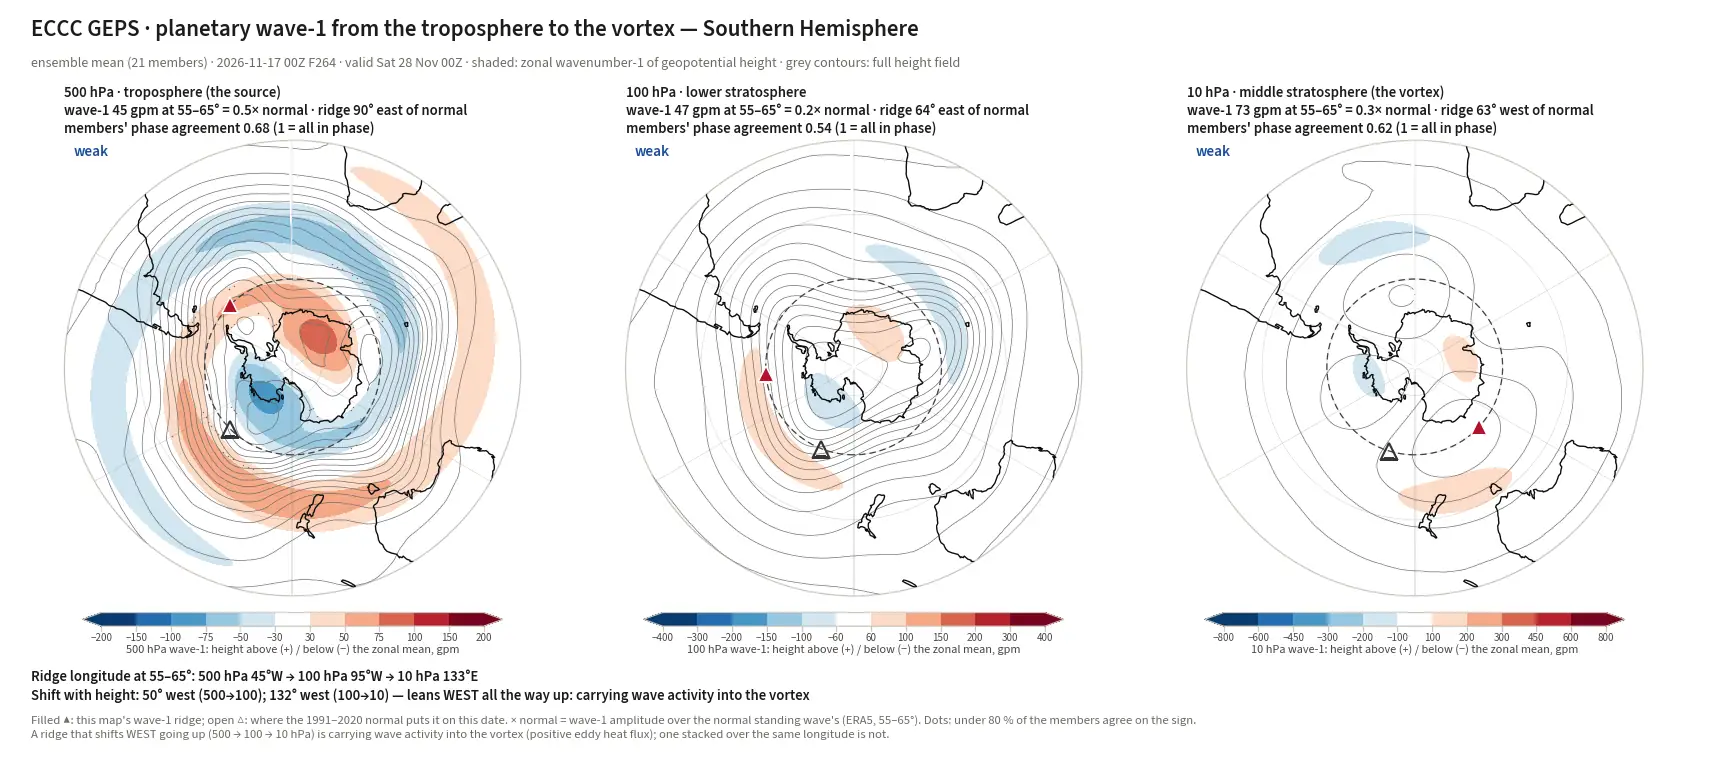 ECCC GEPS · planetary wave-1 from the troposphere to the vortex — Southern Hemisphere
ensemble mean (21 members) · 2026-11-17 00Z F264 · valid Sat 28 Nov 00Z · shaded: zonal wavenumber-1 of geopotential height · grey contours: full height field
500 hPa · troposphere (the source)
wave-1 45 gpm at 55–65° = 0.5× normal · ridge 90° east of normal
members' phase agreement 0.68 (1 = all in phase)
weak
100 hPa · lower stratosphere
wave-1 47 gpm at 55–65° = 0.2× normal · ridge 64° east of normal
members' phase agreement 0.54 (1 = all in phase)
weak
10 hPa · middle stratosphere (the vortex)
wave-1 73 gpm at 55–65° = 0.3× normal · ridge 63° west of normal
members' phase agreement 0.62 (1 = all in phase)
weak
−200 −150 −100 −75 −50 −30 30 50 75 100 150 200
500 hPa wave-1: height above (+) / below (−) the zonal mean, gpm
−400 −300 −200 −150 −100 −60 60 100 150 200 300 400
100 hPa wave-1: height above (+) / below (−) the zonal mean, gpm
−800 −600 −450 −300 −200 −100 100 200 300 450 600 800
10 hPa wave-1: height above (+) / below (−) the zonal mean, gpm
Ridge longitude at 55–65°: 500 hPa 45°W → 100 hPa 95°W → 10 hPa 133°E
Shift with height: 50° west (500→100); 132° west (100→10) — leans WEST all the way up: carrying wave activity into the vortex
Filled ▲: this map's wave-1 ridge; open △: where the 1991–2020 normal puts it on this date. × normal = wave-1 amplitude over the normal standing wave's (ERA5, 55–65°). Dots: under 80 % of the members agree on the sign.
A ridge that shifts WEST going up (500 → 100 → 10 hPa) is carrying wave activity into the vortex (positive eddy heat flux); one stacked over the same longitude is not.